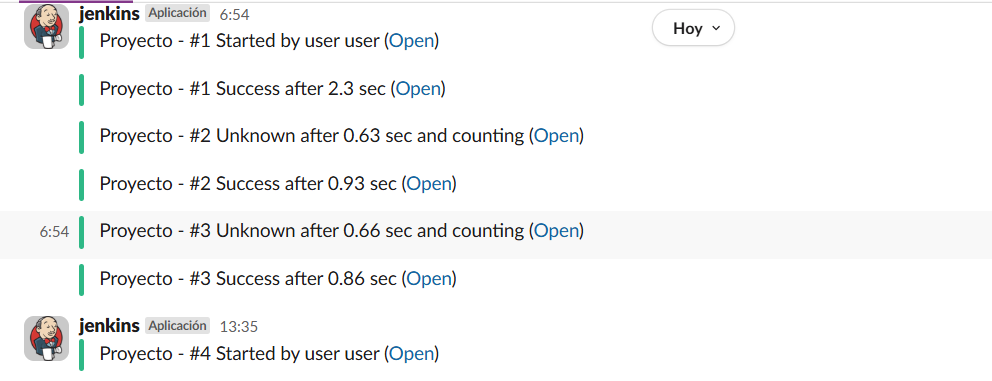 jenkins Aplicación 6:54
Hoy
Proyecto - #1 Started by user user (Open)
Proyecto - #1 Success after 2.3 sec (Open)
Proyecto - #2 Unknown after 0.63 sec and counting (Open)
Proyecto - #2 Success after 0.93 sec (Open)
6:54 Proyecto - #3 Unknown after 0.66 sec and counting (Open)
Proyecto - #3 Success after 0.86 sec (Open)
jenkins Aplicación 13:35
Proyecto - #4 Started by user user (Open)